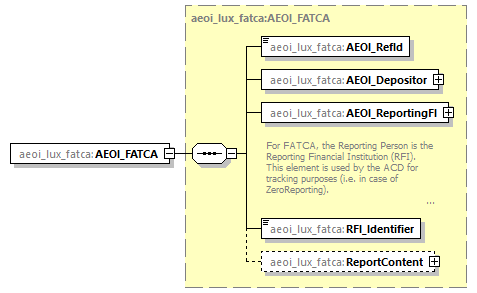 aeoi_lux_fatca:AEOI_FATCA
aeoi_lux_fatca:AEOI_RefId
aeoi_lux_fatca:AEOI_Depositor
aeoi_lux_fatca:AEOI_ReportingFI
For FATCA, the Reporting Person is the
Reporting Financial Institution (RFI).
This element is used by the ACD for
tracking purposes (i.e. in case of
ZeroReporting).
...
aeoi_lux_fatca:AEOI_FATCA
aeoi_lux_fatca:RFI_Identifier
aeoi_lux_fatca:ReportContent